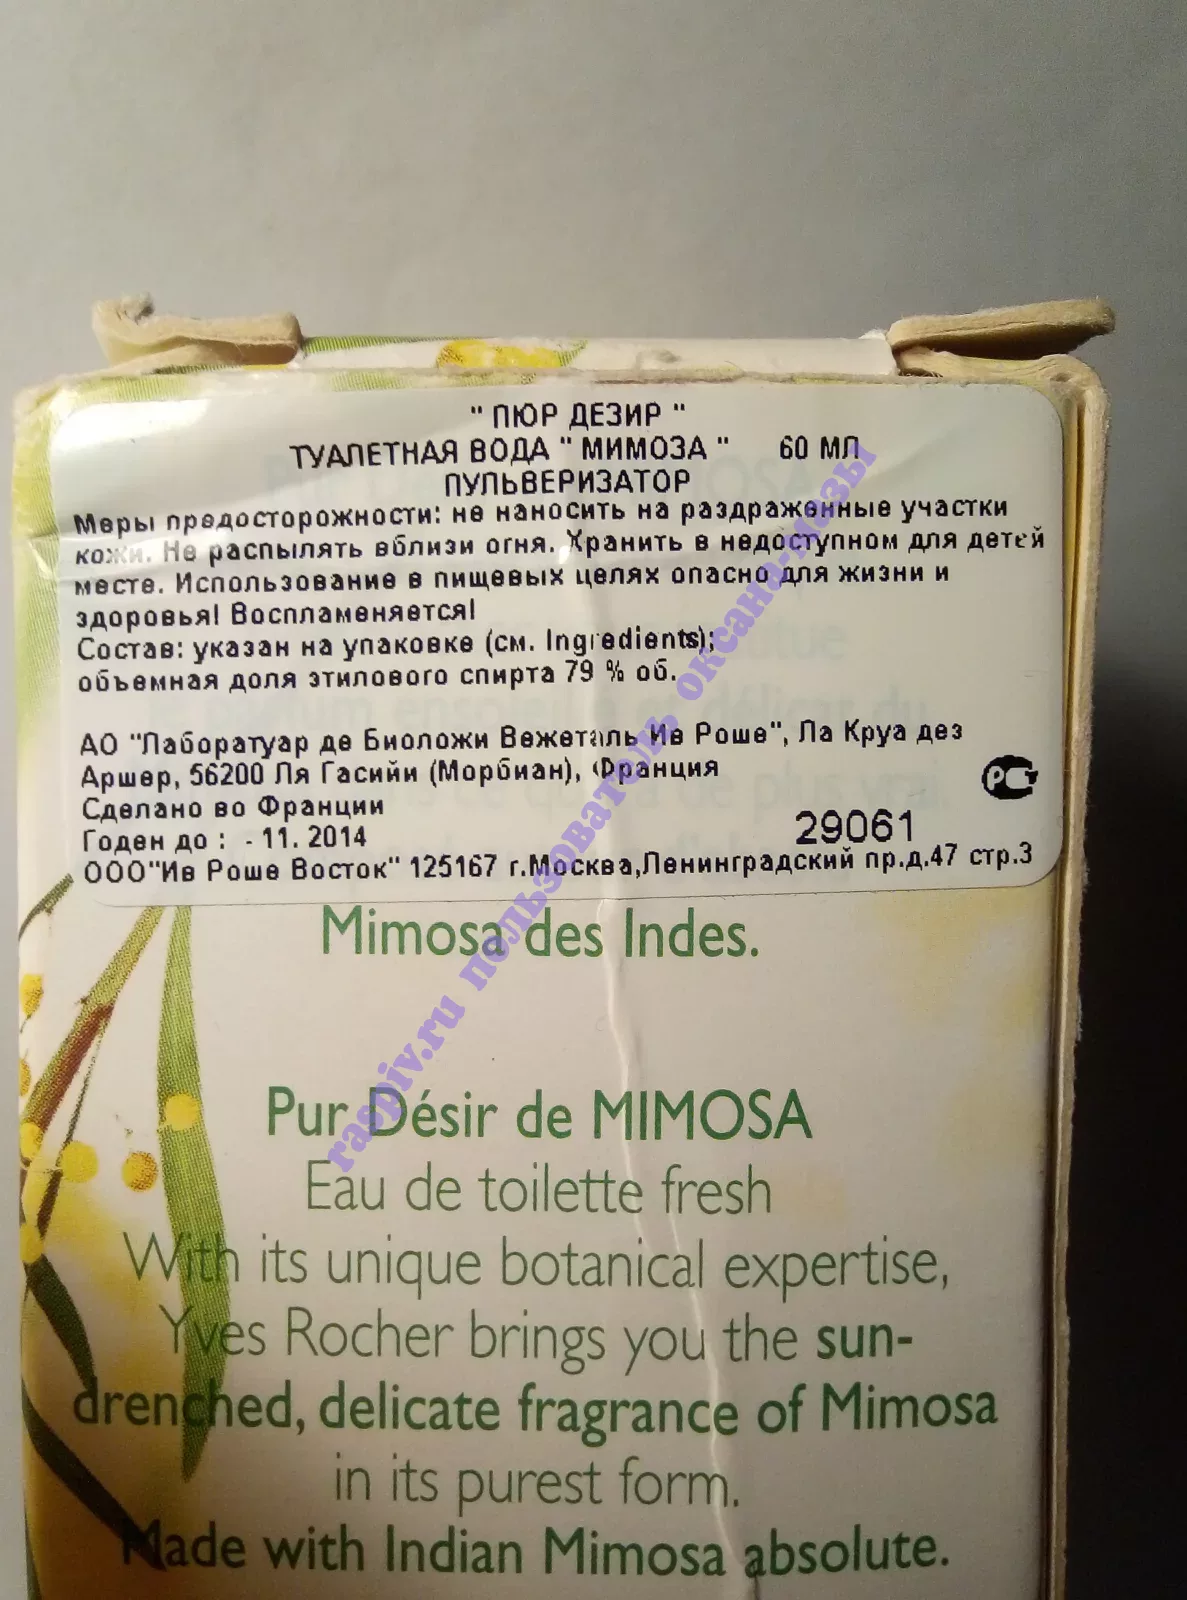 " ПЮР ДЕЗИР "
ТУАЛЕТНАЯ ВОДА " МИМОЗА " 60 МЛ
ПУЛЬВЕРИЗАТОР
Меры предосторожности: не наносить на раздраженные участки
кожи. Не распылять вблизи огня. Хранить в недоступном для детей
месте. Использование в пищевых целях опасно для жизни и
здоровья! Воспламеняется!
Состав: указан на упаковке (см. Ingredients);
объемная доля этилового спирта 79 % об.
АО "Лаборатуар де Биоложи Вежеталь Ив Роше", Ла Круа дез
Аршер, 56200 Ля Гасийи (Морбиан), Франция
РСТ
Сделано во Франции
Годен до : - 11. 2014
29061
ООО"Ив Роше Восток" 125167 г.Москва,Ленинградский пр.д.47 стр.3
Mimosa des Indes.
Pur Désir de MIMOSA
Eau de toilette fresh
With its unique botanical expertise,
Yves Rocher brings you the sun-
drenched, delicate fragrance of Mimosa
in its purest form.
Made with Indian Mimosa absolute.
raspiv.ru пользователь оксана-мазы